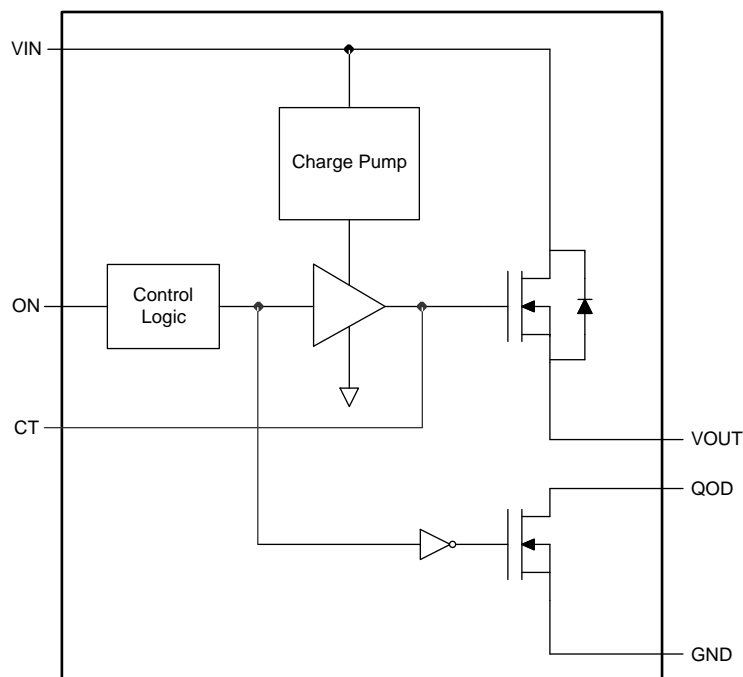 VIN
Charge Pump
ON
Control
Logic
CT
VOUT
QOD
GND